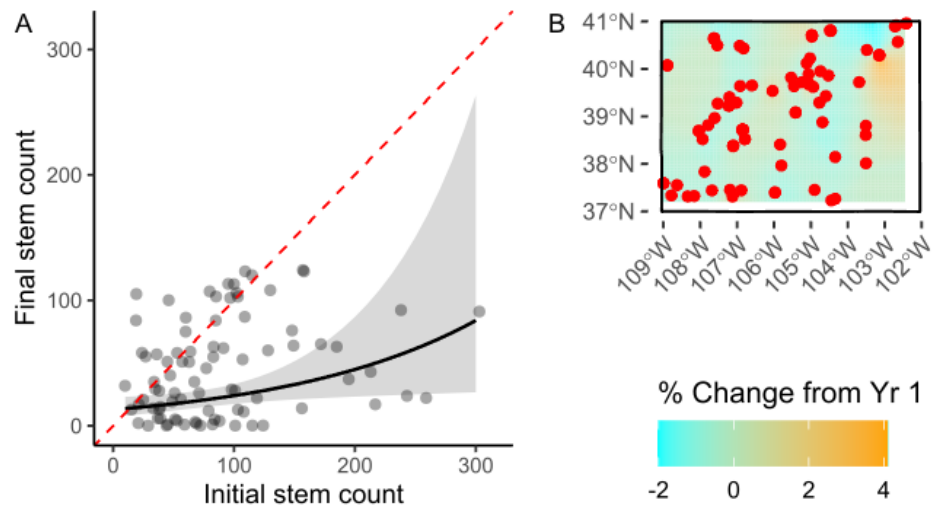 A
300
200
100
0
Final stem count
0
100
200
300
Initial stem count
B
41°N
40°N
39°N
38°N
37°N
109°W
108°W
107°W
106°W
105°W
104°W
103°W
102°W
% Change from Yr 1
-2
0
2
4